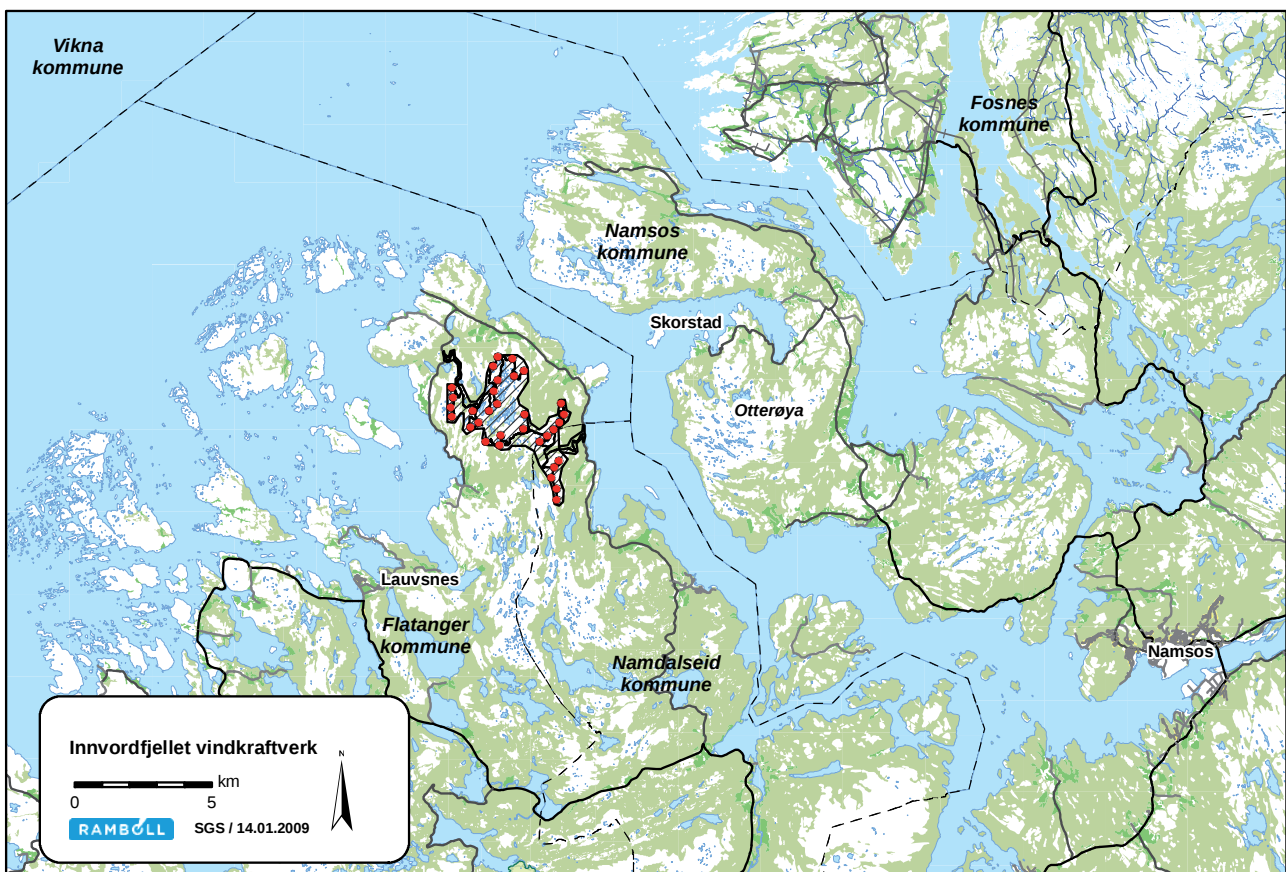 Vikna
kommune
Fosnes
kommune
Namsos
kommune
Skorstad
Otterøya
Lauvsnes
Flatanger
kommune
Namdalseid
kommune
Namsos
Innvordfjellet vindkraftverk
N
km
0 5
RAMBOLL SGS / 14.01.2009